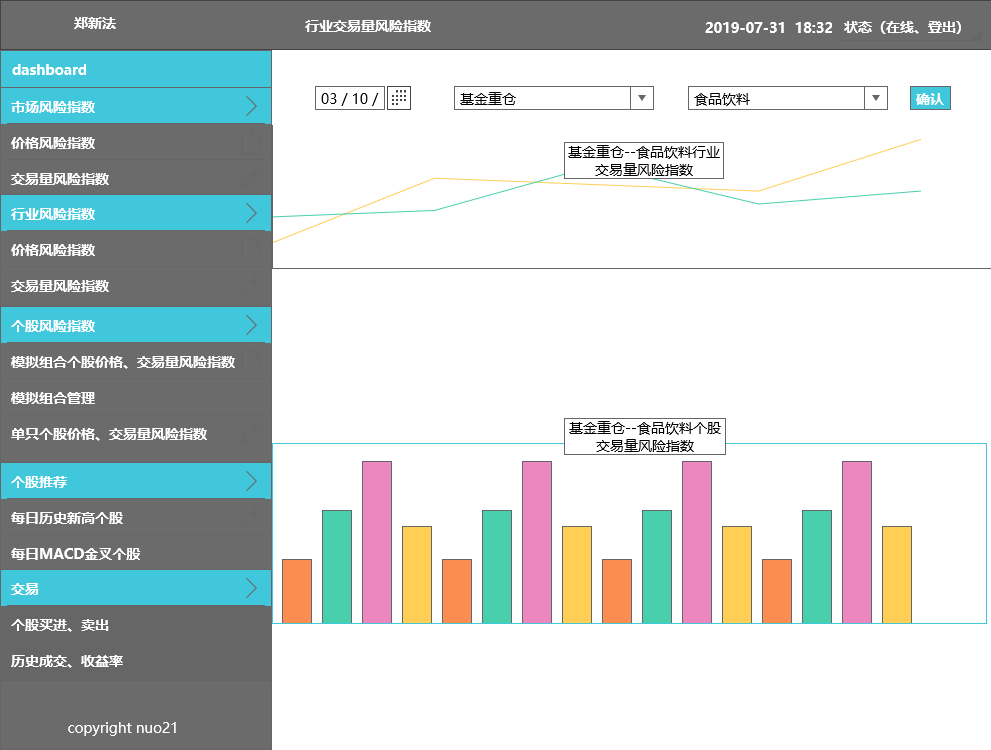 郑新法
行业交易量风险指数
2019-07-31 18:32 状态（在线、登出）
dashboard
市场风险指数
价格风险指数
交易量风险指数
行业风险指数
价格风险指数
交易量风险指数
个股风险指数
模拟组合个股价格、交易量风险指数
模拟组合管理
单只个股价格、交易量风险指数
个股推荐
每日历史新高个股
每日MACD金叉个股
交易
个股买进、卖出
历史成交、收益率
copyright nuo21
03 / 10 /
基金重仓
食品饮料
确认
基金重仓--食品饮料行业
交易量风险指数
基金重仓--食品饮料个股
交易量风险指数